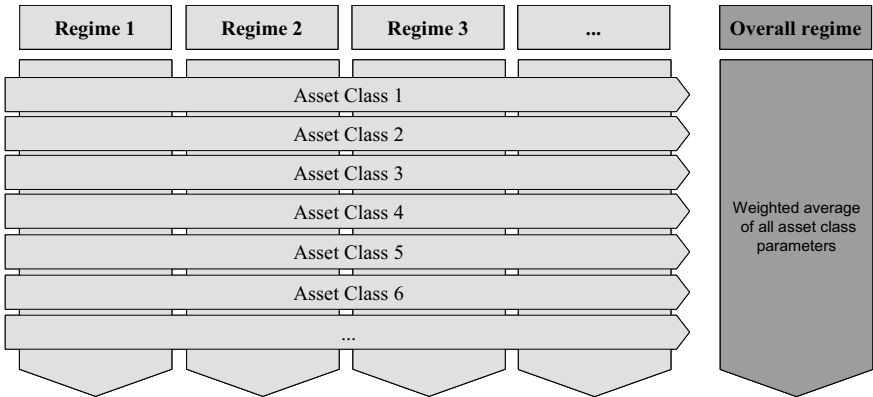 Regime 1
Regime 2
Regime 3
...
Overall regime
Asset Class 1
Asset Class 2
Asset Class 3
Asset Class 4
Asset Class 5
Asset Class 6
...
Weighted average
of all asset class
parameters